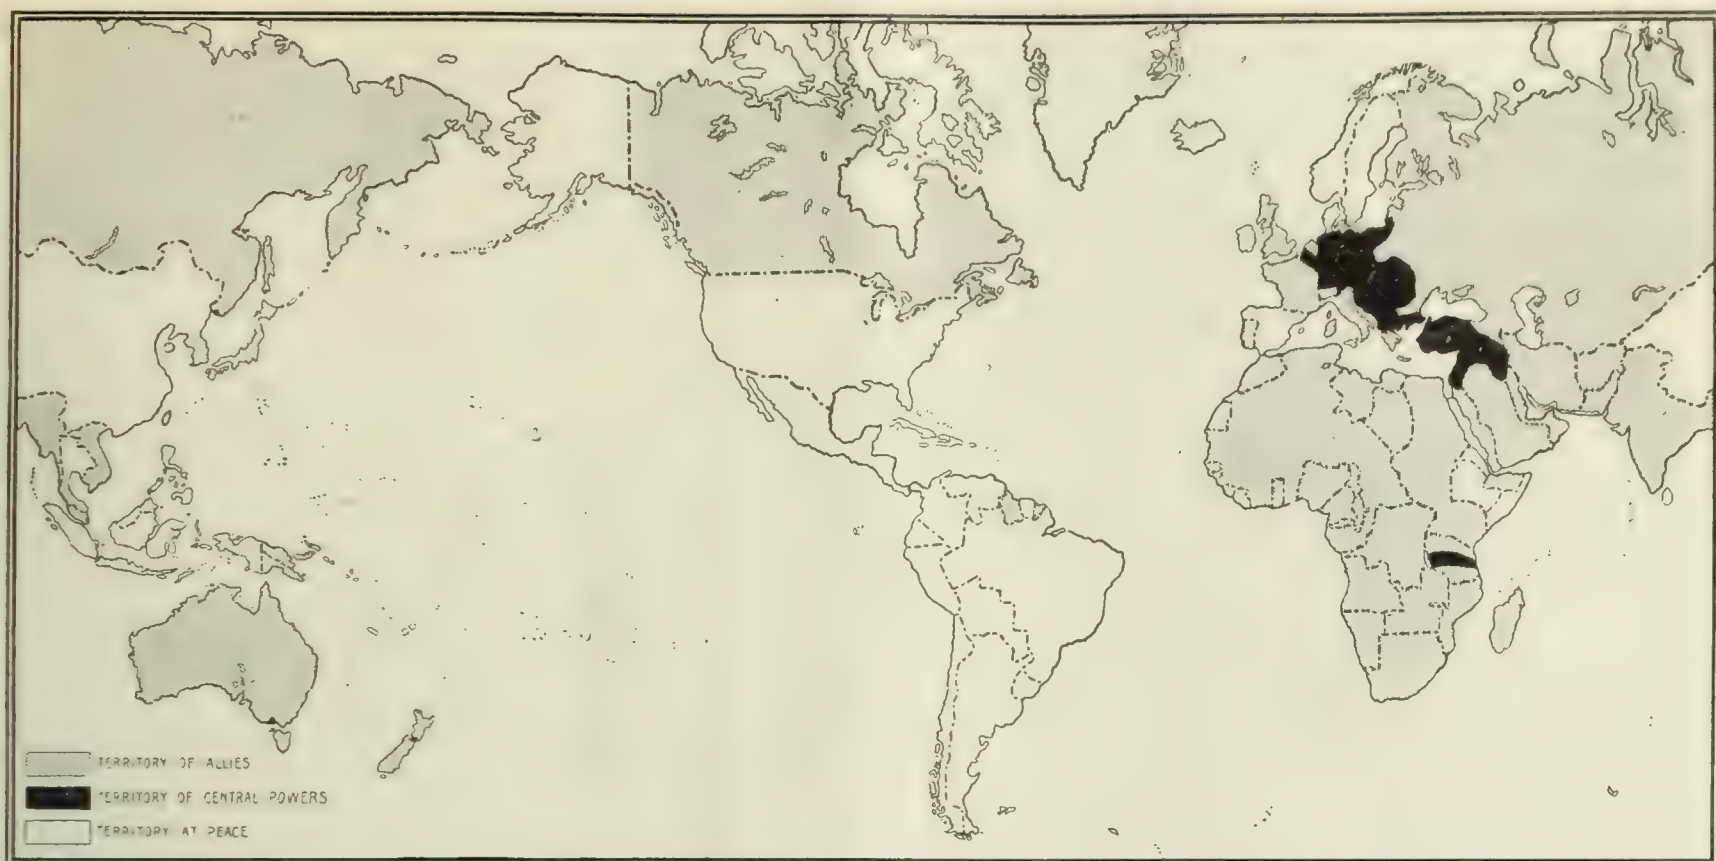 TERRITORY OF ALLIES
TERRITORY OF CENTRAL POWERS
TERRITORY AT PEACE